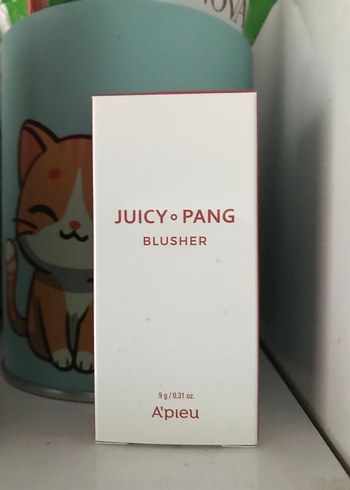 JUICY • PANG
BLUSHER
9 g / 0.31 oz.
A'pieu